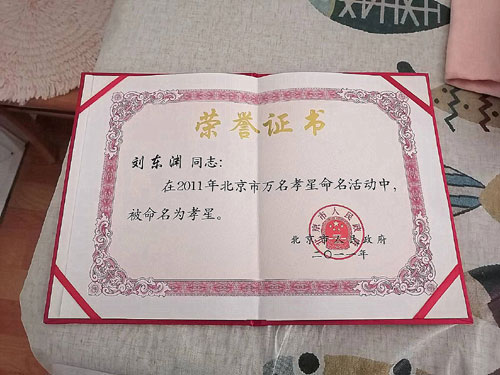 荣誉证书
刘东渊 同志：
在2011年北京市万名孝星命名活动中，
被命名为孝星。
北京市人民政府
二〇一一年